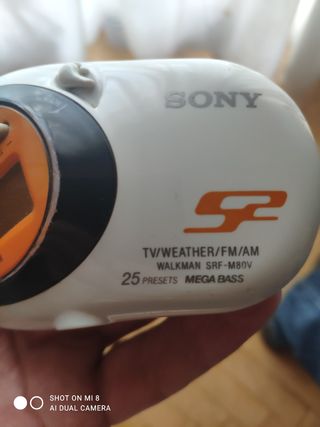 SONY
S2
TV/WEATHER/FM/AM
WALKMAN SRF-M80V
25 PRESETS MEGA BASS
SHOT ON MI 8
AI DUAL CAMERA